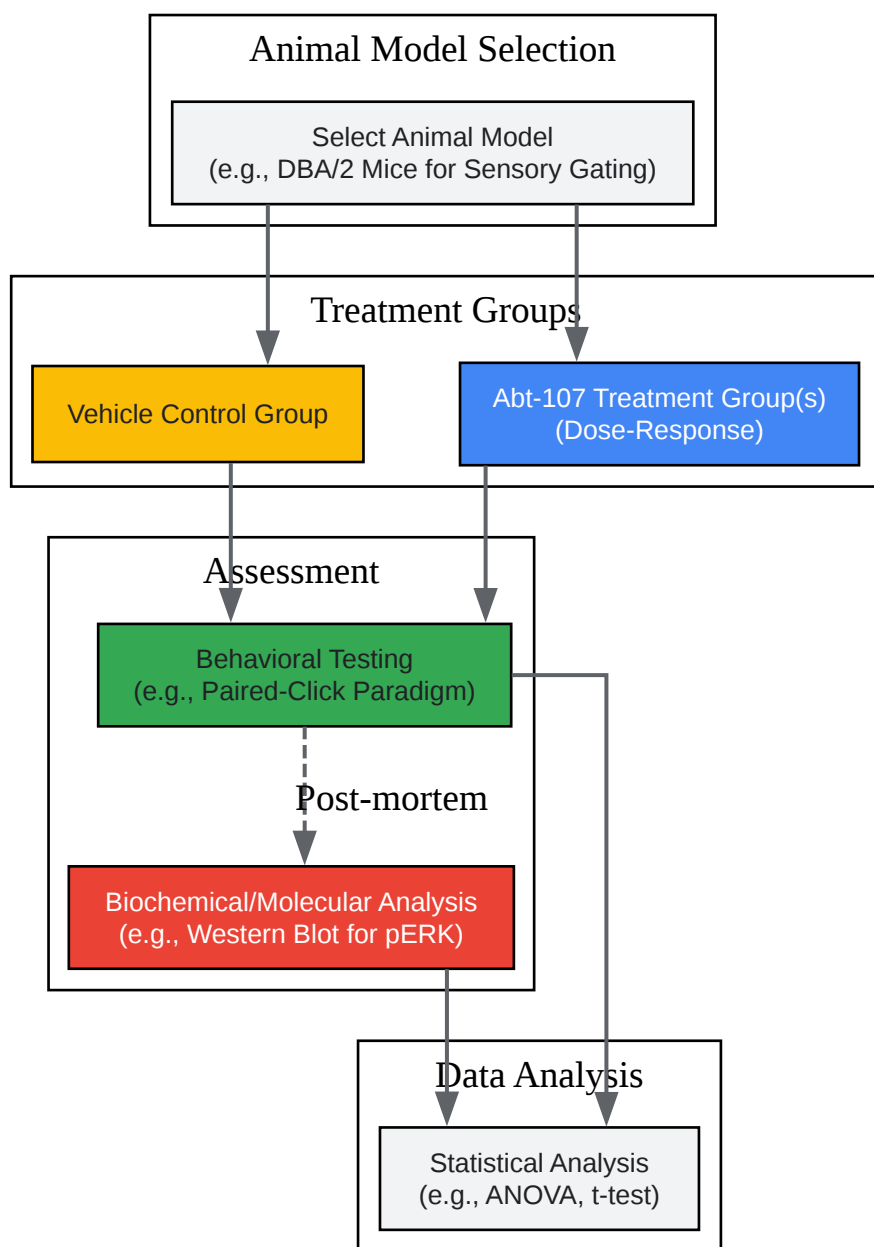 Animal Model Selection
Select Animal Model
(e.g., DBA/2 Mice for Sensory Gating)
Treatment Groups
Vehicle Control Group
Abt-107 Treatment Group(s)
(Dose-Response)
Assessment
Behavioral Testing
(e.g., Paired-Click Paradigm)
Post-mortem
Biochemical/Molecular Analysis
(e.g., Western Blot for pERK)
Data Analysis
Statistical Analysis
(e.g., ANOVA, t-test)